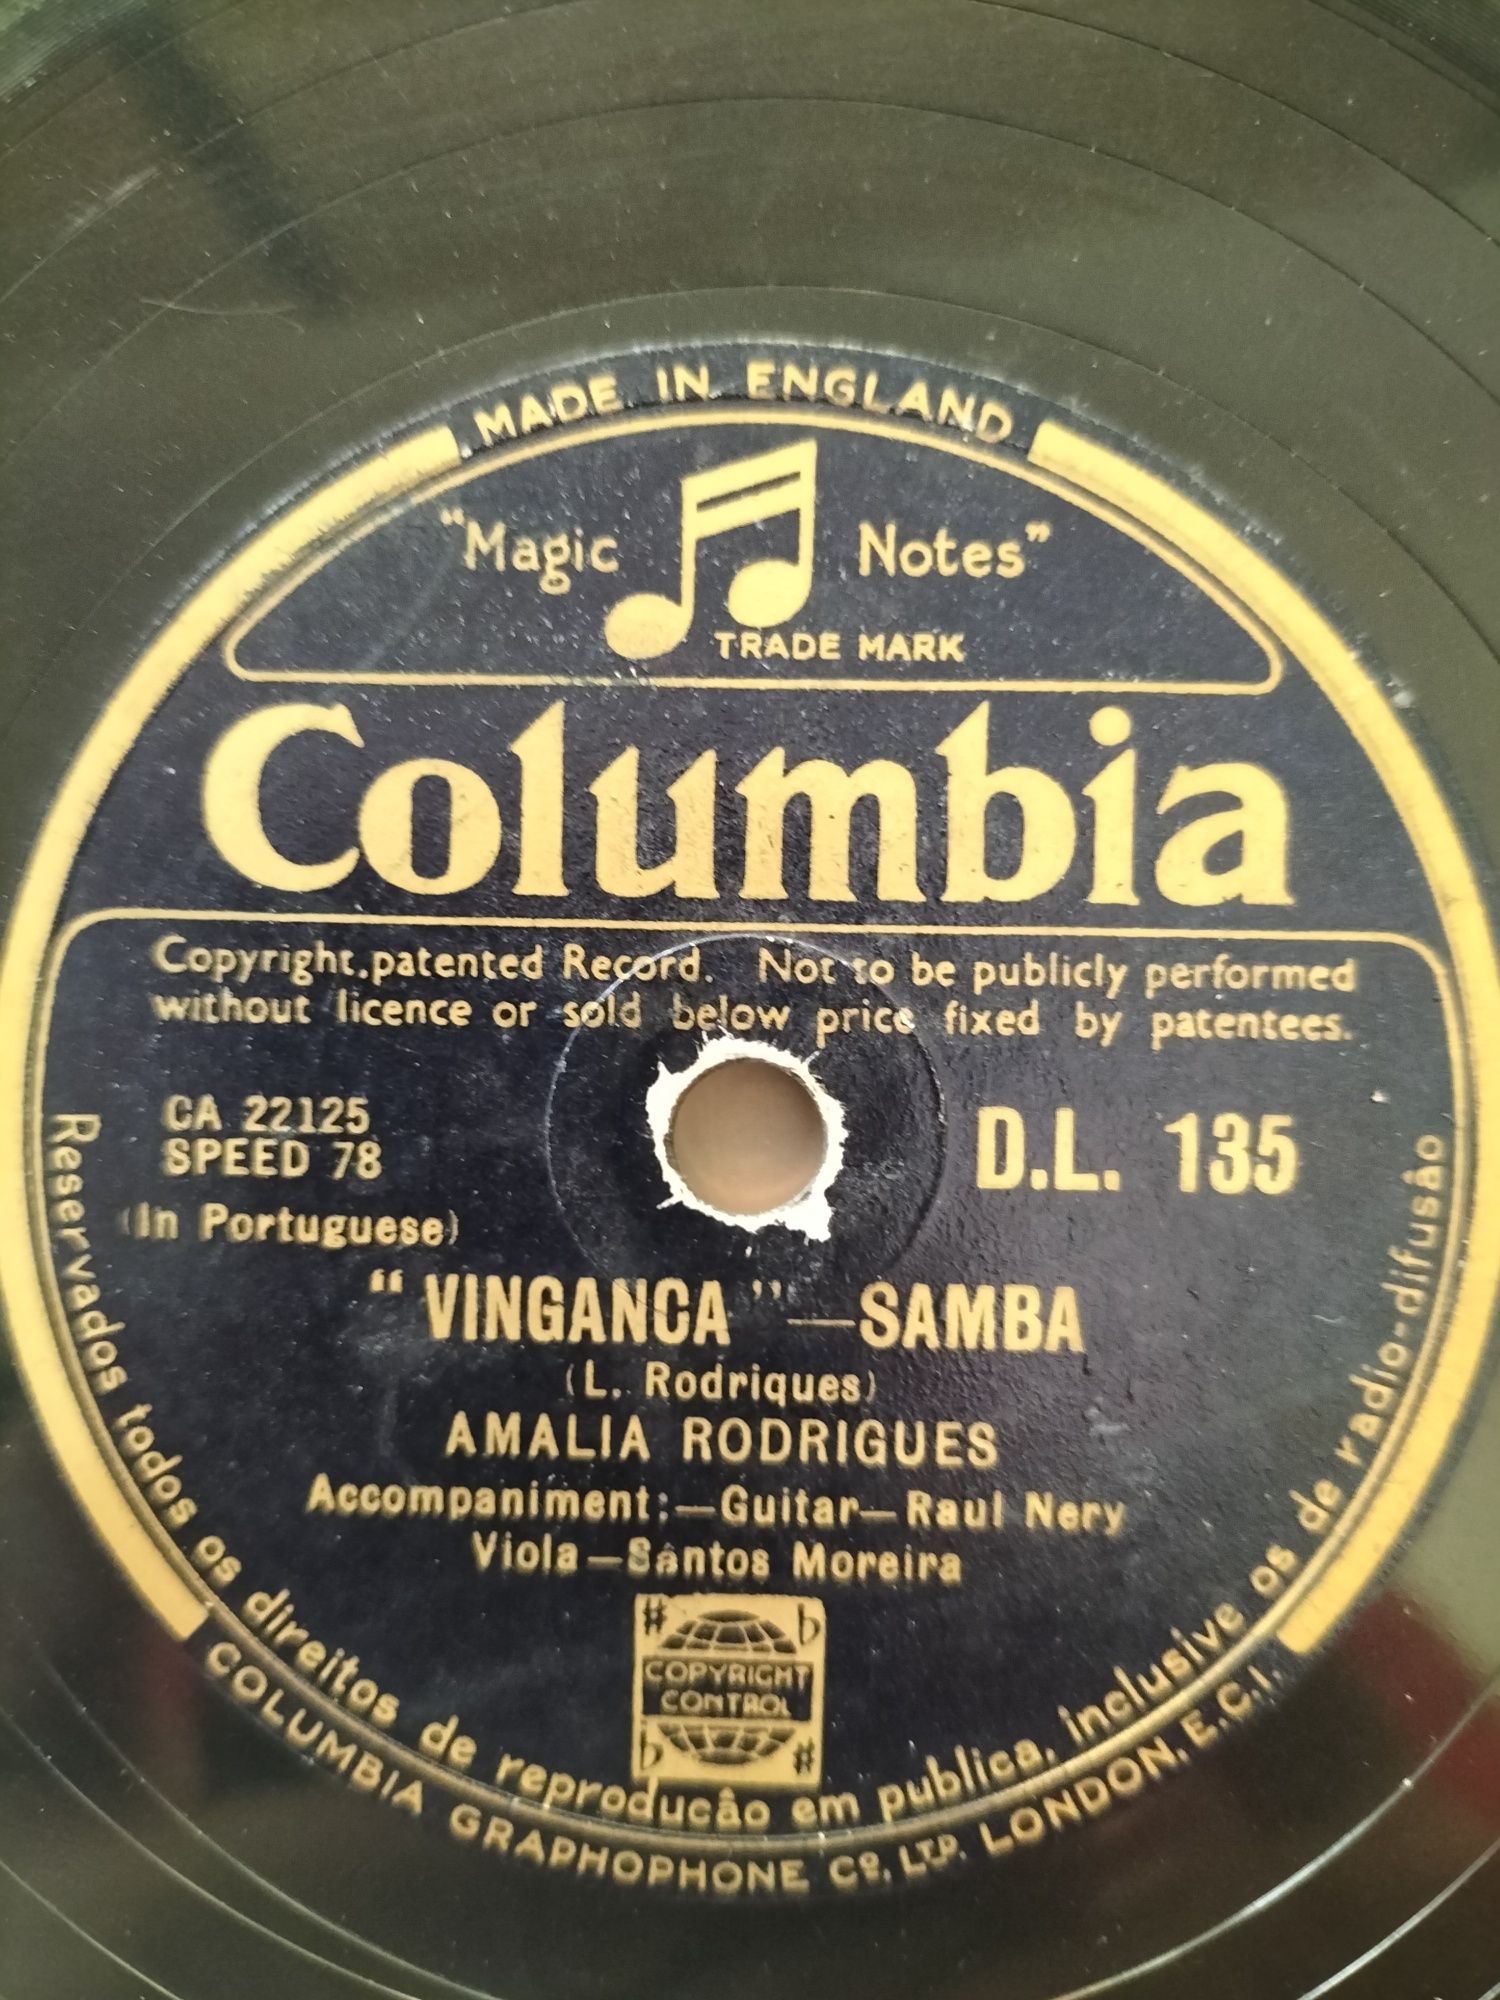 MADE IN ENGLAND
"Magic Notes"
TRADE MARK
Columbia
Copyright, patented Record. Not to be publicly performed
without licence or sold below price fixed by patentees.
CA 22125
SPEED 78
D.L. 135
(In Portuguese)
"VINGANCA" — SAMBA
(L. Rodriques)
AMALIA RODRIGUES
Accompaniment:—Guitar—Raul Nery
Viola—Santos Moreira
COPYRIGHT
CONTROL
Reservados todos os direitos de reproducâo em publica, inclusive os de radio-difusâo
COLUMBIA GRAPHOPHONE Cº. LTD. LONDON. E.C.1.